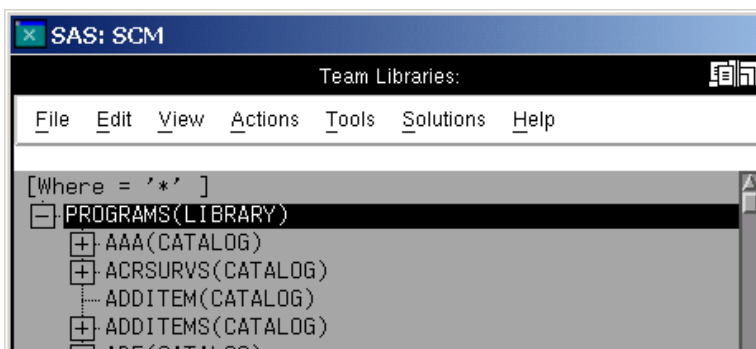 SAS: SCM
Team Libraries:
File Edit View Actions Tools Solutions Help
[Where = '*' ]
PROGRAMS(LIBRARY)
AAA(CATALOG)
ACRSURVS(CATALOG)
ADDITEM(CATALOG)
ADDITEMS(CATALOG)